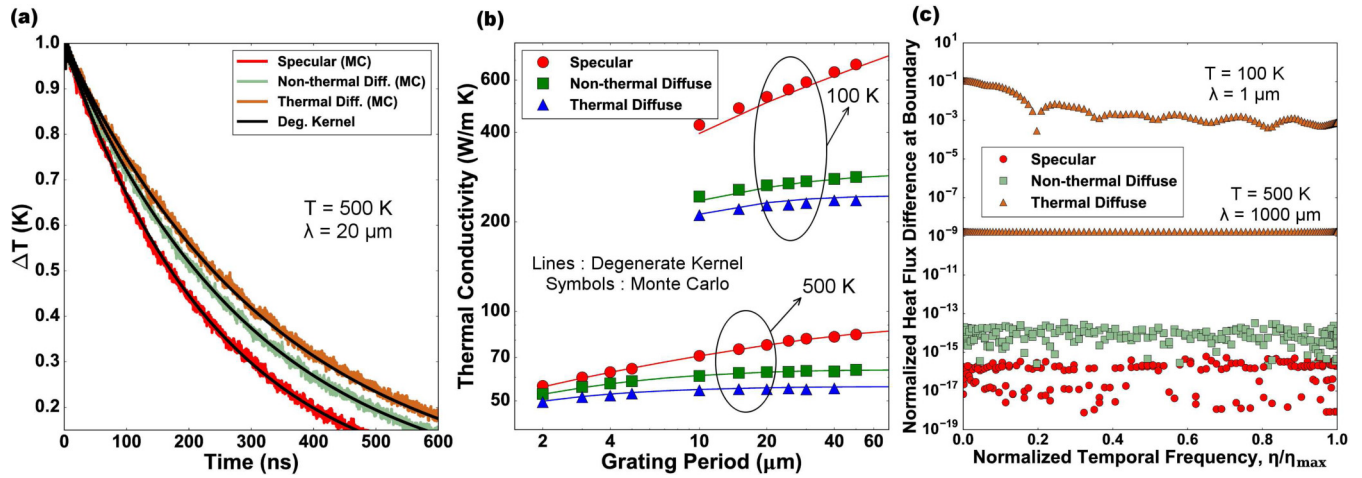 (a)
ΔT (K)
1.0
0.9
0.8
0.7
0.6
0.5
0.4
0.3
0.2
Specular (MC)
Non-thermal Diff. (MC)
Thermal Diff. (MC)
Deg. Kernel
T = 500 K
λ = 20 μm
0 100 200 300 400 500 600
Time (ns)
(b)
Thermal Conductivity (W/m K)
600
400
200
100
70
50
Specular
Non-thermal Diffuse
Thermal Diffuse
100 K
Lines : Degenerate Kernel
Symbols : Monte Carlo
500 K
2 4 10 20 40 60
Grating Period (μm)
(c)
Normalized Heat Flux Difference at Boundary
10¹
10⁻¹
10⁻³
10⁻⁵
10⁻⁷
10⁻⁹
10⁻¹¹
10⁻¹³
10⁻¹⁵
10⁻¹⁷
10⁻¹⁹
T = 100 K
λ = 1 μm
Specular
Non-thermal Diffuse
Thermal Diffuse
T = 500 K
λ = 1000 μm
0.0 0.2 0.4 0.6 0.8 1.0
Normalized Temporal Frequency, η/ηmax